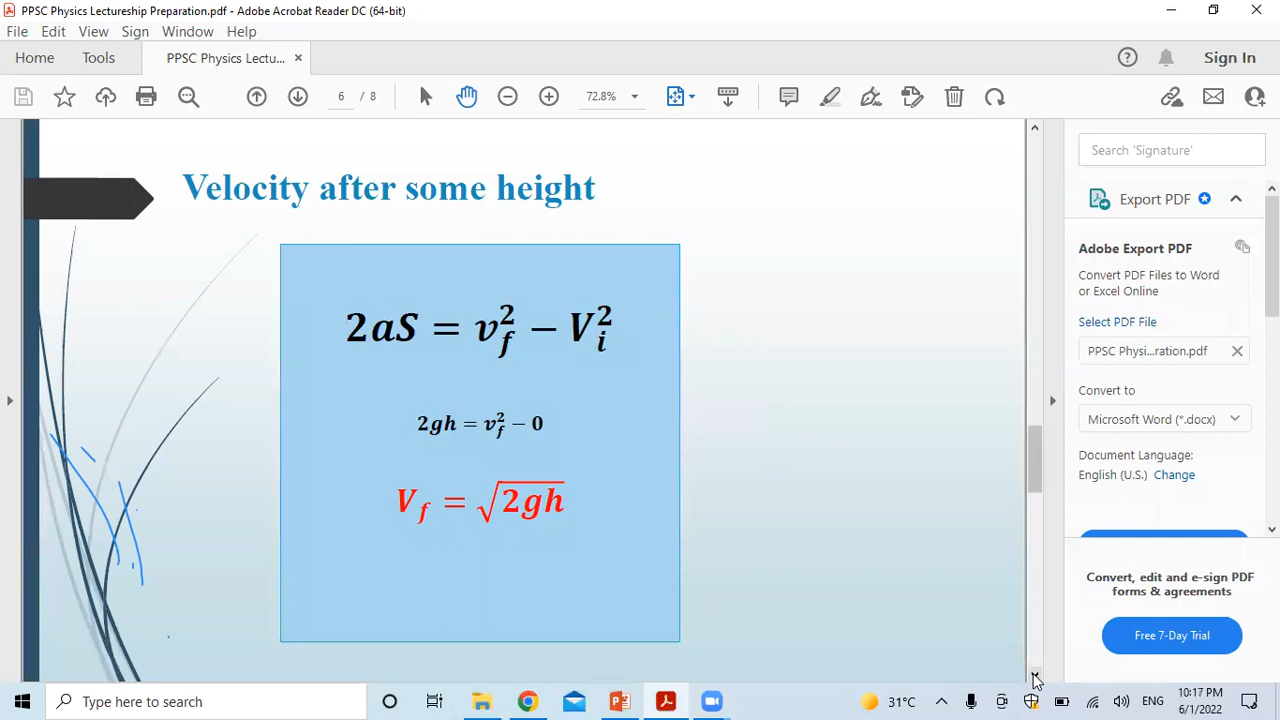 PPSC Physics Lectureship Preparation.pdf - Adobe Acrobat Reader DC (64-bit)
File Edit View Sign Window Help
Home Tools PPSC Physics Lectu... ×
Sign In
6 / 8
72.8%
Velocity after some height
2aS = v_f^2 − V_i^2
2gh = v_f^2 − 0
V_f = √2gh
Search 'Signature'
Export PDF
Adobe Export PDF
Convert PDF Files to Word
or Excel Online
Select PDF File
PPSC Physi...ration.pdf
Convert to
Microsoft Word (*.docx)
Document Language:
English (U.S.) Change
Convert, edit and e-sign PDF
forms & agreements
Free 7-Day Trial
Type here to search
31°C
ENG
10:17 PM
6/1/2022